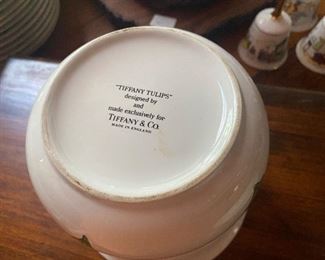 "TIFFANY TULIPS"
designed by
and
made exclusively for
TIFFANY & CO.
MADE IN ENGLAND